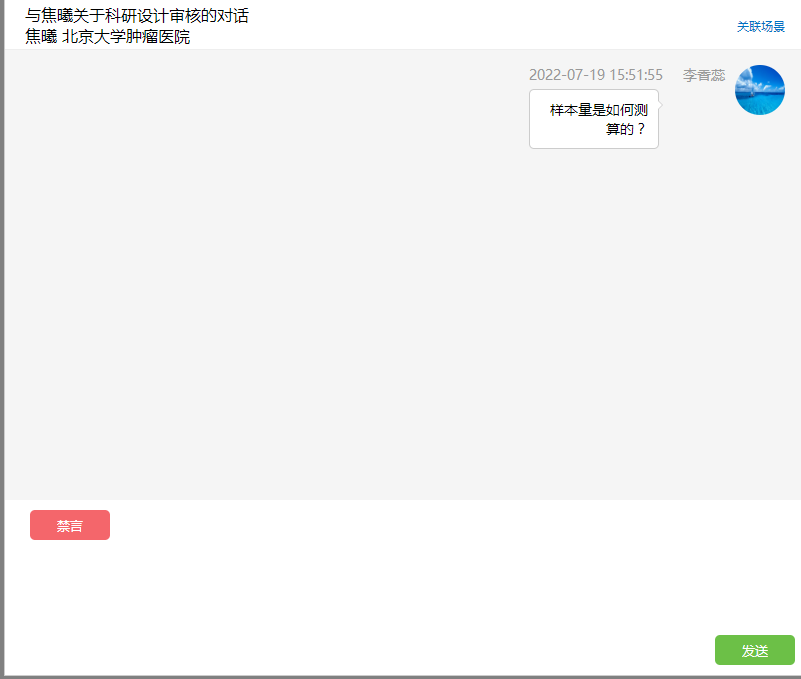 与焦曦关于科研设计审核的对话
焦曦 北京大学肿瘤医院
关联场景
2022-07-19 15:51:55 李香蕊
样本量是如何测
算的？
禁言
发送